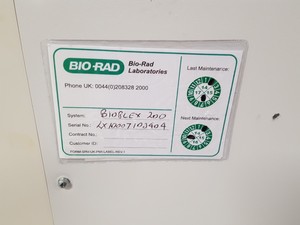 BIO-RAD
Bio-Rad
Laboratories
Last Maintenance:
Phone UK: 0044(0)208328 2000
System: BIOPLEX 200
Serial No.:
Next Maintenance:
Contract No.:
Customer ID: